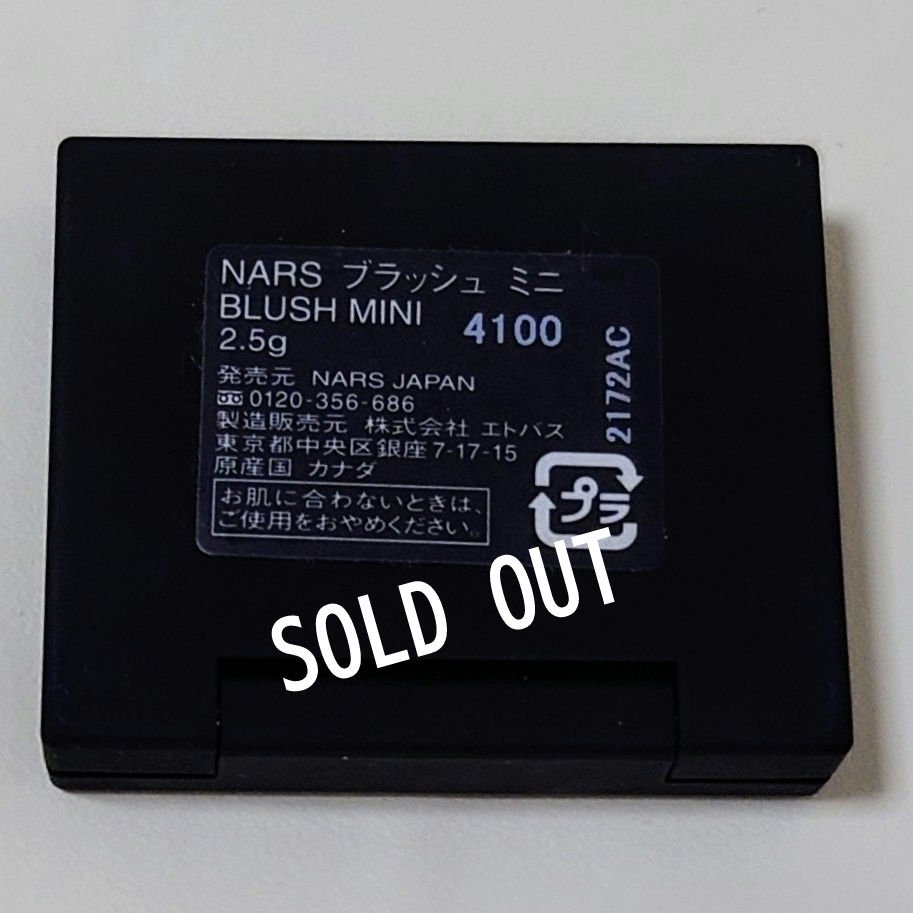 NARS ブラッシュ ミニ
BLUSH MINI
4100
2.5g
2172AC
発売元 NARS JAPAN
0120-356-686
製造販売元 株式会社 エトバス
東京都中央区銀座7-17-15
原産国 カナダ
お肌に合わないときは、
ご使用をおやめください。
プラ
SOLD OUT